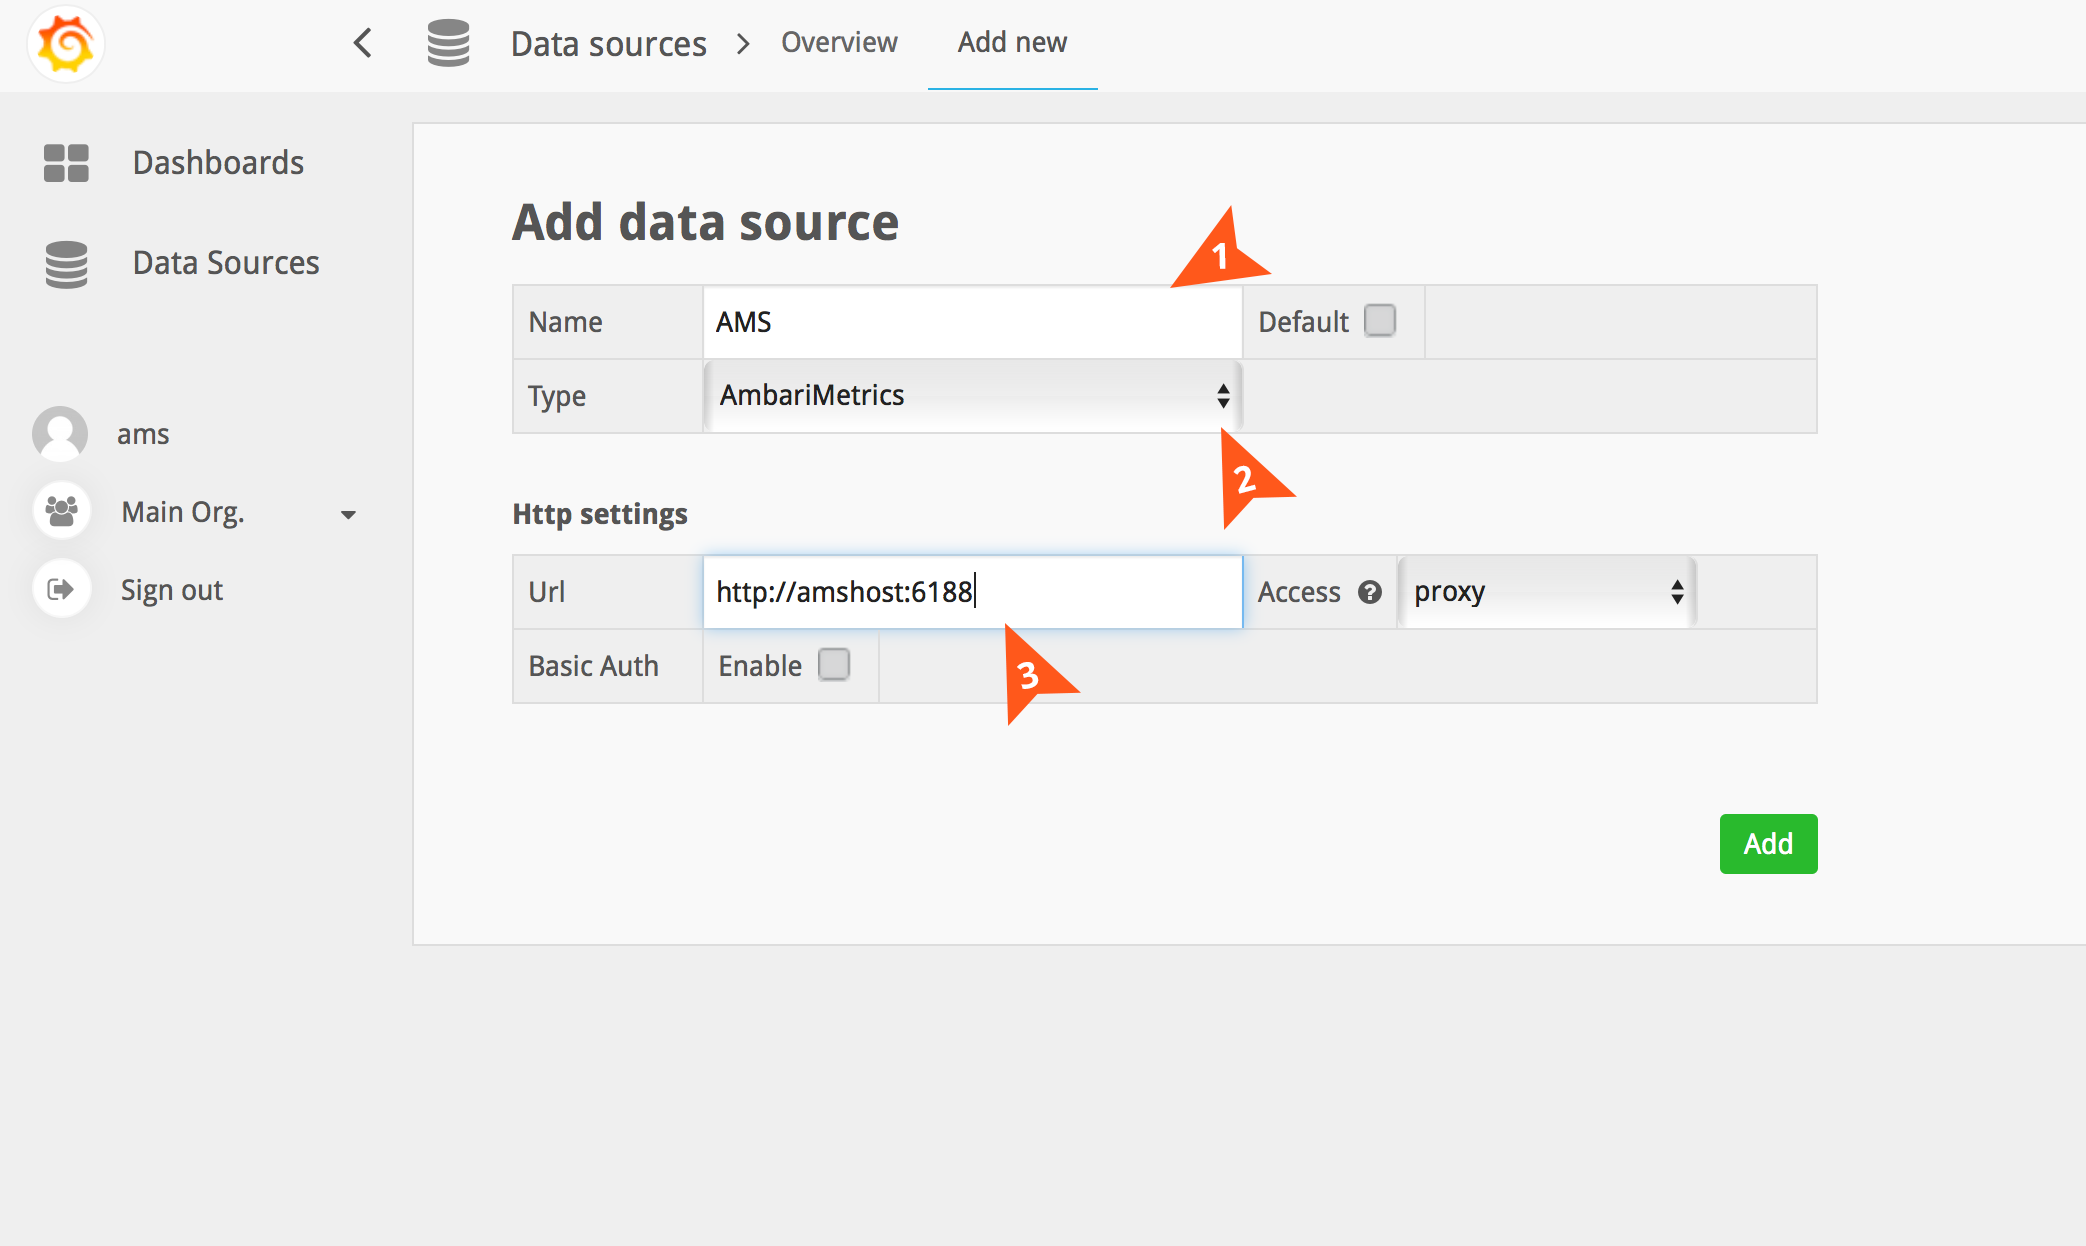 Data sources Overview Add new
Dashboards
Data Sources
ams
Main Org.
Sign out
Add data source
1
Name AMS Default
Type AmbariMetrics
2
Http settings
Url http://amshost:6188 Access ? proxy
Basic Auth Enable
3
Add